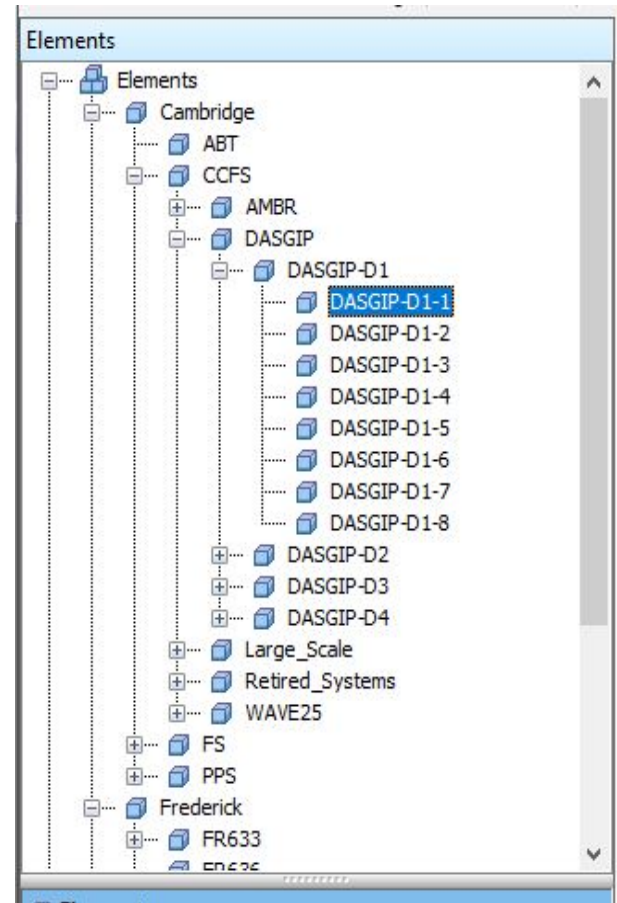 Elements
Elements
Cambridge
ABT
CCFS
AMBR
DASGIP
DASGIP-D1
DASGIP-D1-1
DASGIP-D1-2
DASGIP-D1-3
DASGIP-D1-4
DASGIP-D1-5
DASGIP-D1-6
DASGIP-D1-7
DASGIP-D1-8
DASGIP-D2
DASGIP-D3
DASGIP-D4
Large_Scale
Retired_Systems
WAVE25
FS
PPS
Frederick
FR633